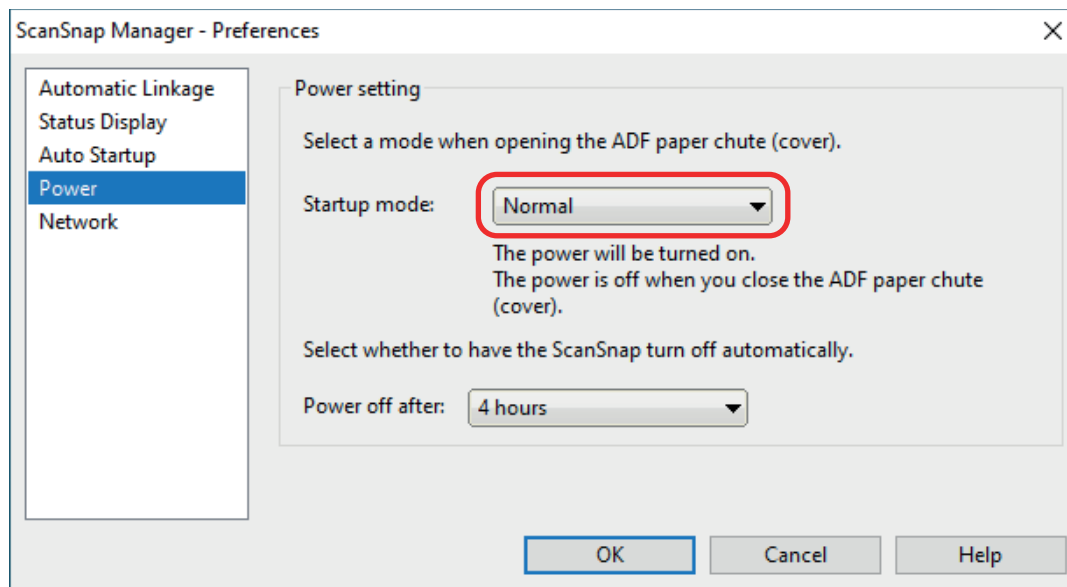 ScanSnap Manager - Preferences
Automatic Linkage
Status Display
Auto Startup
Power
Network
Power setting
Select a mode when opening the ADF paper chute (cover).
Startup mode: Normal
The power will be turned on.
The power is off when you close the ADF paper chute
(cover).
Select whether to have the ScanSnap turn off automatically.
Power off after: 4 hours
OK Cancel Help